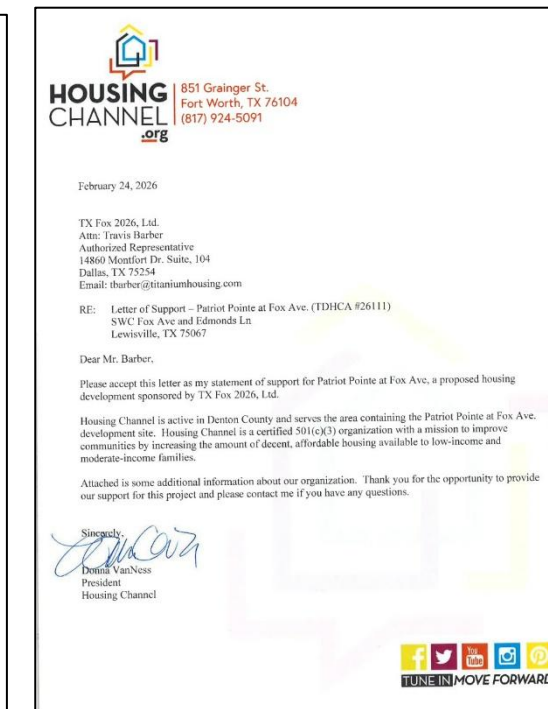 HOUSING
CHANNEL
.org
851 Grainger St.
Fort Worth, TX 76104
(817) 924-5091
February 24, 2026
TX Fox 2026, Ltd.
Attn: Travis Barber
Authorized Representative
14860 Montfort Dr. Suite, 104
Dallas, TX 75254
Email: tbarber@titaniumhousing.com
RE: Letter of Support – Patriot Pointe at Fox Ave. (TDHCA #26111)
SWC Fox Ave and Edmonds Ln
Lewisville, TX 75067
Dear Mr. Barber,
Please accept this letter as my statement of support for Patriot Pointe at Fox Ave, a proposed housing
development sponsored by TX Fox 2026, Ltd.
Housing Channel is active in Denton County and serves the area containing the Patriot Pointe at Fox Ave.
development site. Housing Channel is a certified 501(c)(3) organization with a mission to improve
communities by increasing the amount of decent, affordable housing available to low-income and
moderate-income families.
Attached is some additional information about our organization. Thank you for the opportunity to provide
our support for this project and please contact me if you have any questions.
Sincerely,
Donna VanNess
President
Housing Channel
You
Tube
TUNE IN MOVE FORWARD